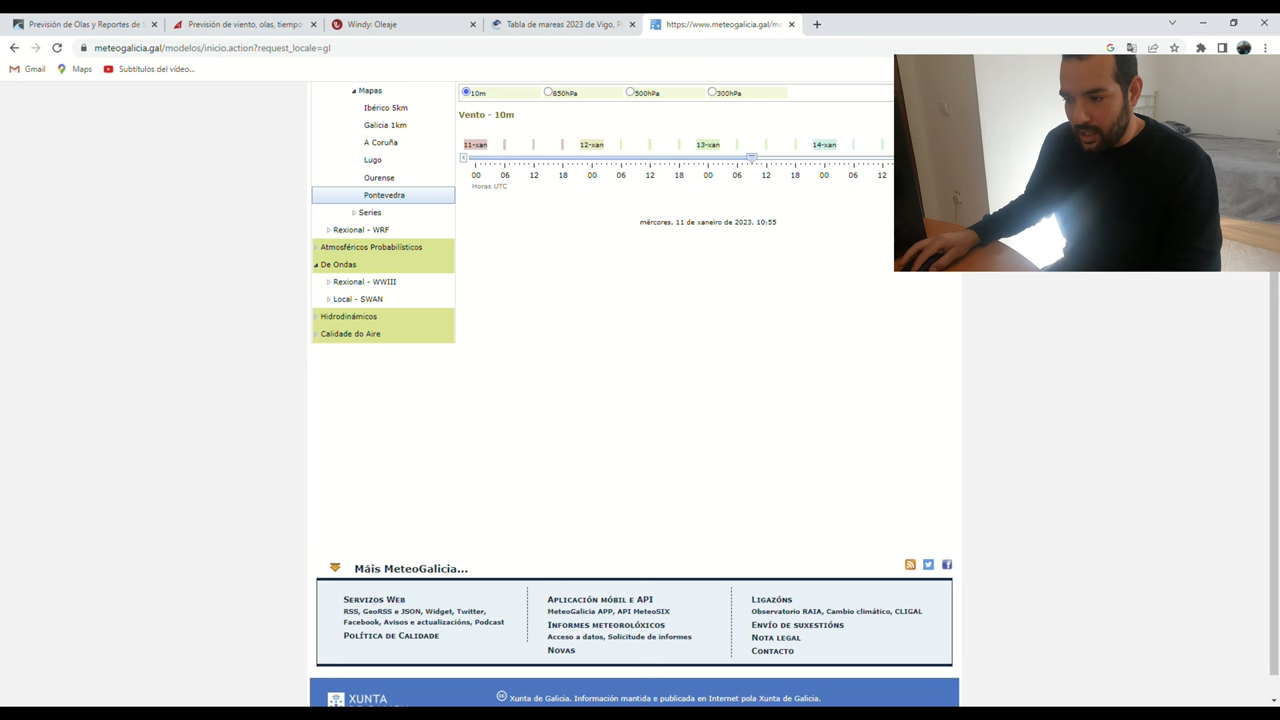 Previsión de Olas y Reportes de S
Previsión de viento, olas, tiempo
Windy: Oleaje
Tabla de mareas 2023 de Vigo, P
https://www.meteogalicia.gal/mo
meteogalicia.gal/modelos/inicio.action?request_locale=gl
Gmail
Maps
Subtítulos del vídeo...
Mapas
Ibérico 5km
Galicia 1km
A Coruña
Lugo
Ourense
Pontevedra
Series
Rexional - WRF
Atmosféricos Probabilísticos
De Ondas
Rexional - WWIII
Local - SWAN
Hidrodinámicos
Calidade do Aire
10m 850hPa 500hPa 300hPa
Vento - 10m
11-xan 12-xan 13-xan 14-xan
00 06 12 18 00 06 12 18 00 06 12 18 00 06 12
Horas UTC
mércores, 11 de xaneiro de 2023, 10:55
Máis MeteoGalicia...
Servizos Web
RSS, GeoRSS e JSON, Widget, Twitter,
Facebook, Avisos e actualizacións, Podcast
Política de Calidade
Aplicación móbil e API
MeteoGalicia APP, API MeteoSIX
Informes meteorolóxicos
Acceso a datos, Solicitude de informes
Novas
Ligazóns
Observatorio RAIA, Cambio climático, CLIGAL
Envío de suxestións
Nota legal
Contacto
XUNTA
Xunta de Galicia. Información mantida e publicada en Internet pola Xunta de Galicia.